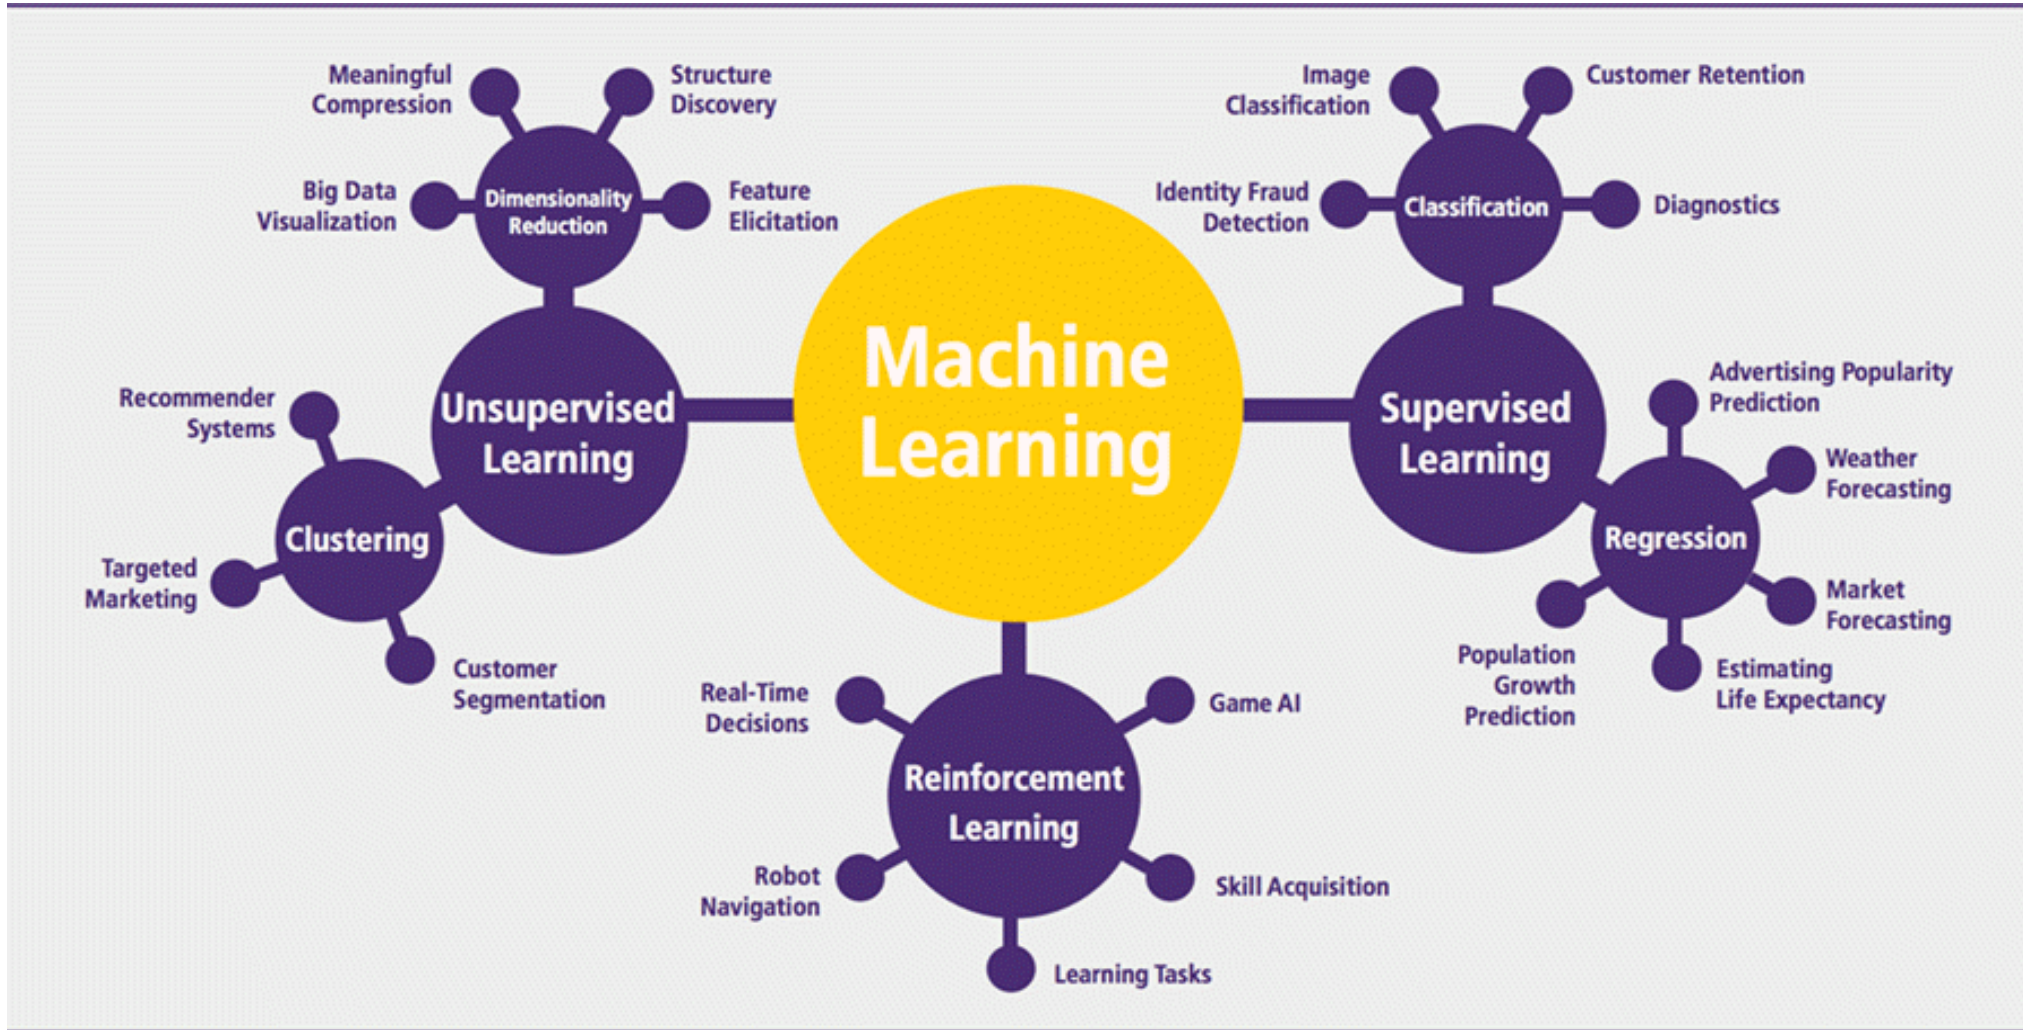 Meaningful
Compression
Structure
Discovery
Big Data
Visualization
Dimensionality
Reduction
Feature
Elicitation
Unsupervised
Learning
Recommender
Systems
Clustering
Targeted
Marketing
Customer
Segmentation
Machine
Learning
Image
Classification
Customer Retention
Identity Fraud
Detection
Classification
Diagnostics
Supervised
Learning
Advertising Popularity
Prediction
Weather
Forecasting
Regression
Market
Forecasting
Population
Growth
Prediction
Estimating
Life Expectancy
Real-Time
Decisions
Game AI
Reinforcement
Learning
Robot
Navigation
Skill Acquisition
Learning Tasks